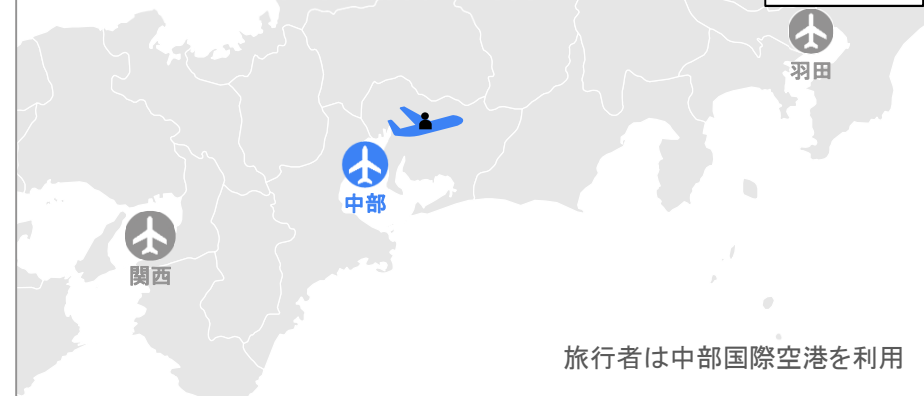 羽田
中部
関西
旅行者は中部国際空港を利用